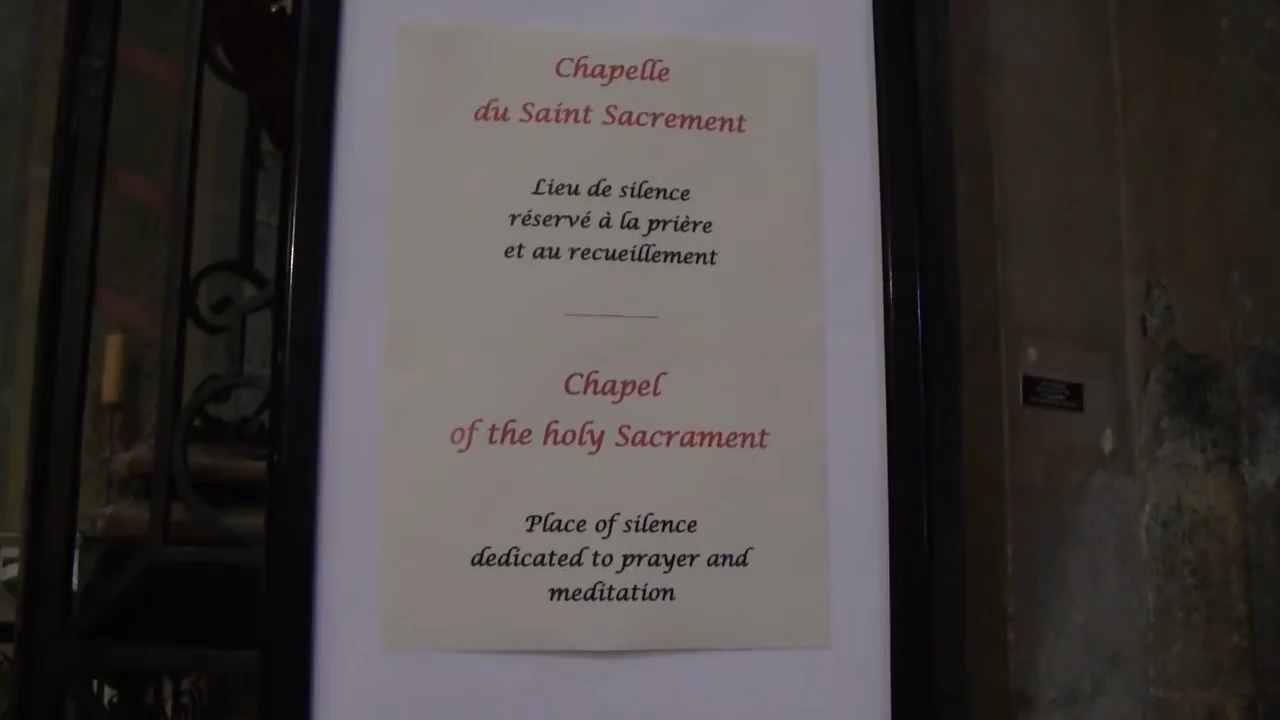 Chapelle
du Saint Sacrement
Lieu de silence
réservé à la prière
et au recueillement
Chapel
of the holy Sacrament
Place of silence
dedicated to prayer and
meditation